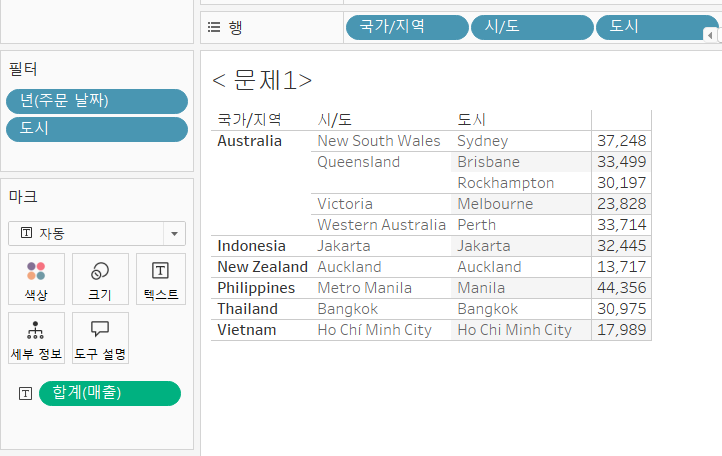 행 국가/지역 시/도 도시
필터
년(주문 날짜)
도시
마크
T 자동
색상 크기 텍스트
세부 정보 도구 설명
T 합계(매출)
< 문제1>
국가/지역 시/도 도시
Australia New South Wales Sydney 37,248
Queensland Brisbane 33,499
Rockhampton 30,197
Victoria Melbourne 23,828
Western Australia Perth 33,714
Indonesia Jakarta Jakarta 32,445
New Zealand Auckland Auckland 13,717
Philippines Metro Manila Manila 44,356
Thailand Bangkok Bangkok 30,975
Vietnam Ho Chí Minh City Ho Chi Minh City 17,989